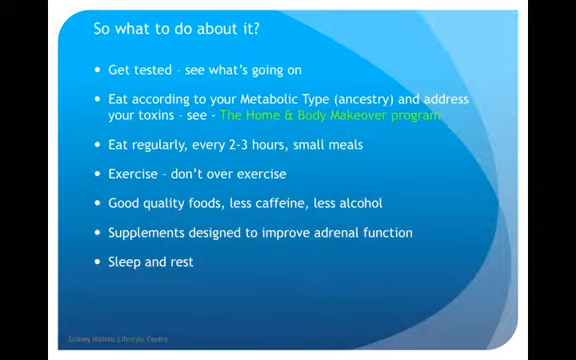 So what to do about it?
• Get tested – see what's going on
• Eat according to your Metabolic Type (ancestry) and address
your toxins – see - The Home & Body Makeover program
• Eat regularly, every 2-3 hours, small meals
• Exercise – don't over exercise
• Good quality foods, less caffeine, less alcohol
• Supplements designed to improve adrenal function
• Sleep and rest
Sydney Holistic Lifestyle Centre